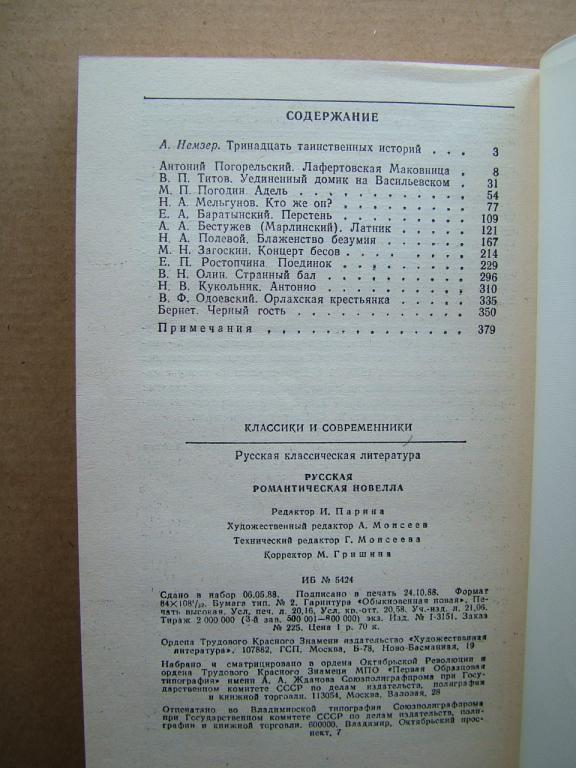 СОДЕРЖАНИЕ
А. Немзер. Тринадцать таинственных историй . . . 3
Антоний Погорельский. Лафертовская Маковница . 8
В. П. Титов. Уединенный домик на Васильевском . 31
М. П. Погодин. Адель . . . . . . . . . 54
Н. А. Мельгунов. Кто же он? . . . . . . . 77
Е. А. Баратынский. Перстень . . . . . . . 109
А. А. Бестужев (Марлинский). Латник . . . . 121
Н. А. Полевой. Блаженство безумия . . . . . 167
М. Н. Загоскин. Концерт бесов . . . . . . 214
Е. П. Ростопчина. Поединок . . . . . . . 229
В. Н. Олин. Странный бал . . . . . . . . 296
Н. В. Кукольник. Антонио . . . . . . . . 310
В. Ф. Одоевский. Орлахская крестьянка . . . . 335
Бернет. Черный гость . . . . . . . . . 350
Примечания . . . . . . . . . . . 379
КЛАССИКИ И СОВРЕМЕННИКИ
Русская классическая литература
РУССКАЯ
РОМАНТИЧЕСКАЯ НОВЕЛЛА
Редактор И. Парина
Художественный редактор А. Моисеев
Технический редактор Г. Моисеева
Корректор М. Гришина
ИБ № 5424
Сдано в набор 06.05.88. Подписано в печать 24.10.88. Формат
84×108¹/₃₂. Бумага тип. № 2. Гарнитура «Обыкновенная новая». Пе-
чать высокая. Усл. печ. л. 20,16. Усл. кр.-отт. 20,58. Уч.-изд. л. 21,06.
Тираж 2 000 000 (3-й зав. 500 001—800 000) экз. Изд. № I-3151. Заказ
№ 225. Цена 1 р. 70 к.
Ордена Трудового Красного Знамени издательство «Художественная
литература», 107882, ГСП, Москва, Б-78, Ново-Басманная, 19
Набрано и сматрицировано в ордена Октябрьской Революции и
ордена Трудового Красного Знамени МПО «Первая Образцовая
типография» имени А. А. Жданова Союзполиграфпрома при Госу-
дарственном комитете СССР по делам издательств, полиграфии
и книжной торговли. 113054, Москва, Валовая, 28
Отпечатано во Владимирской типографии Союзполиграфпрома
при Государственном комитете СССР по делам издательств, поли-
графии и книжной торговли. 600000, Владимир, Октябрьский прос-
пект, 7